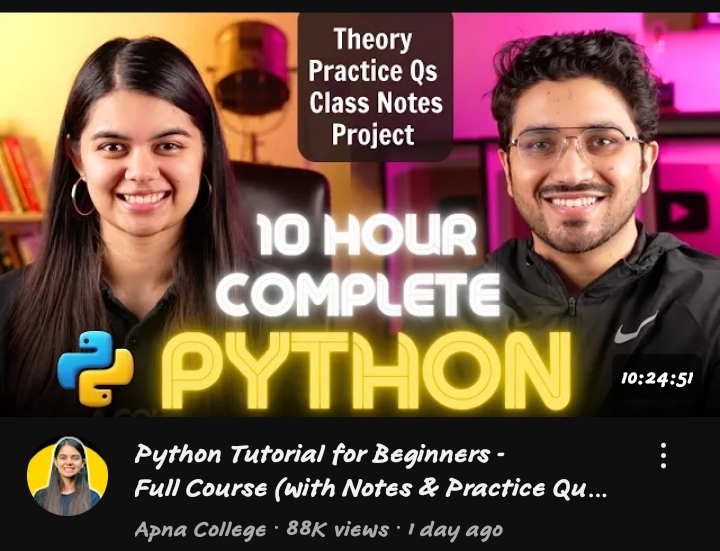 Theory
Practice Qs
Class Notes
Project
10 HOUR
COMPLETE
PYTHON
10:24:51
Python Tutorial for Beginners -
Full Course (with Notes & Practice Qu...
Apna College · 88K views · 1 day ago